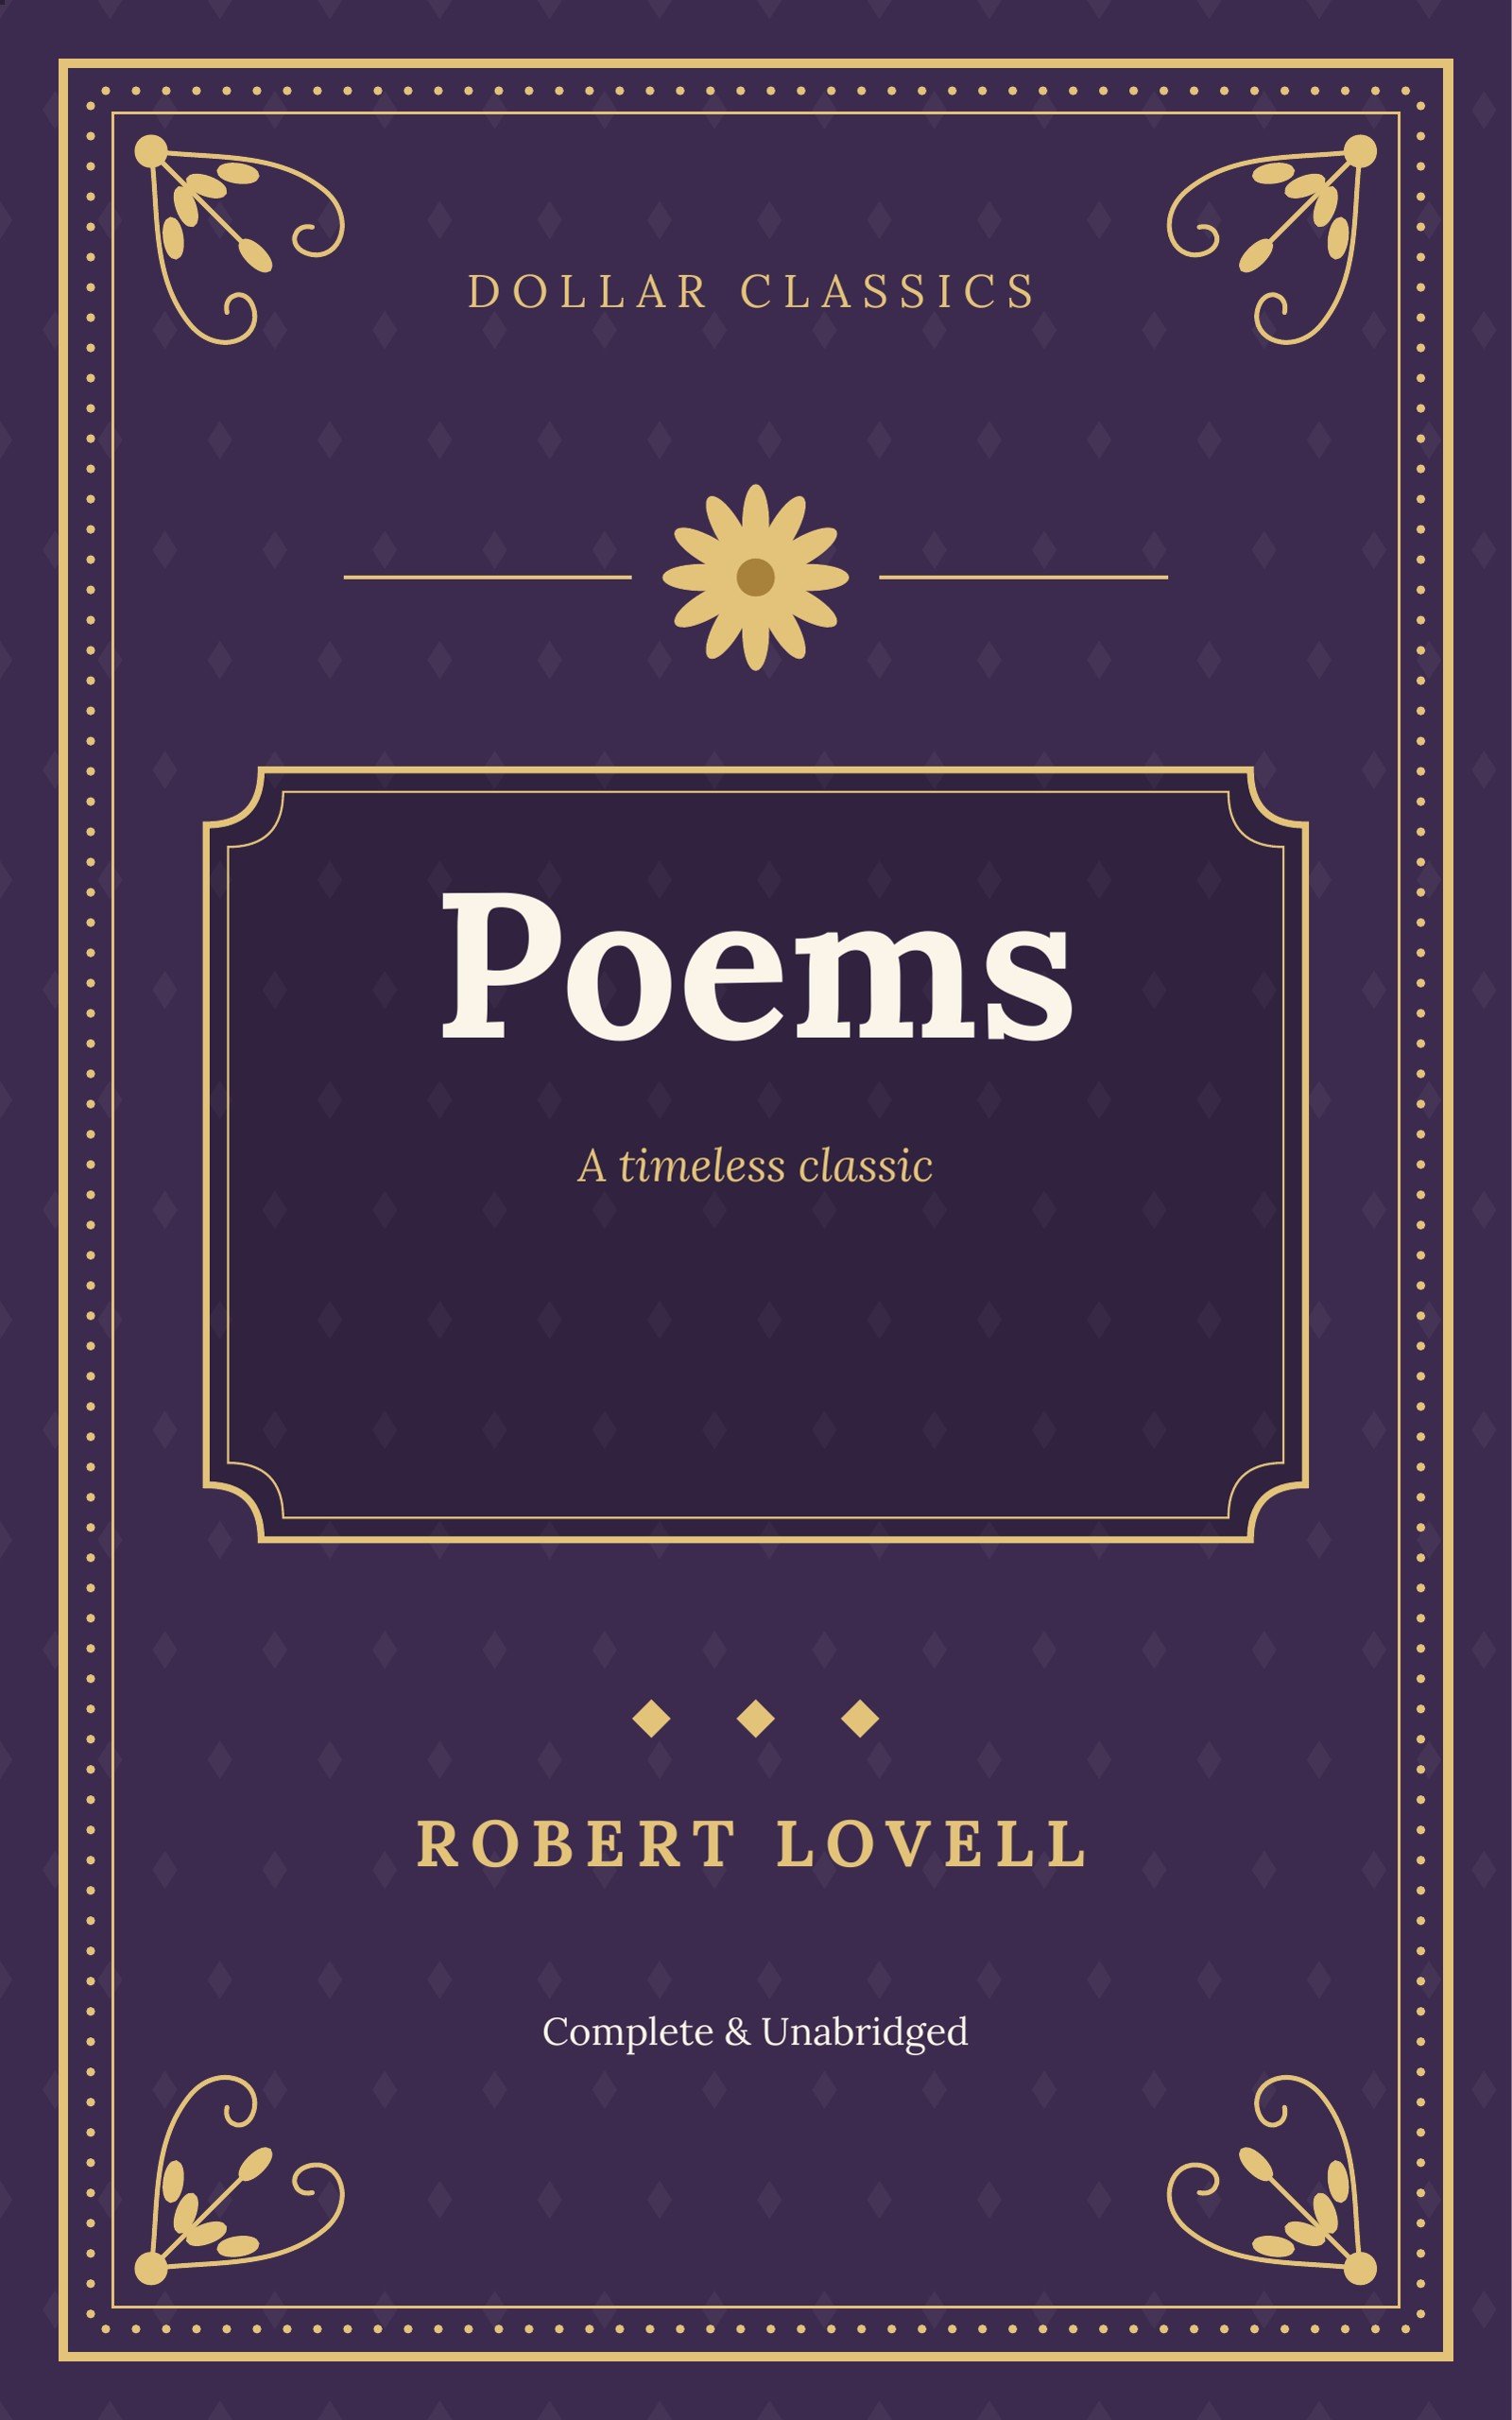 DOLLAR CLASSICS
Poems
A timeless classic
ROBERT LOVELL
Complete & Unabridged